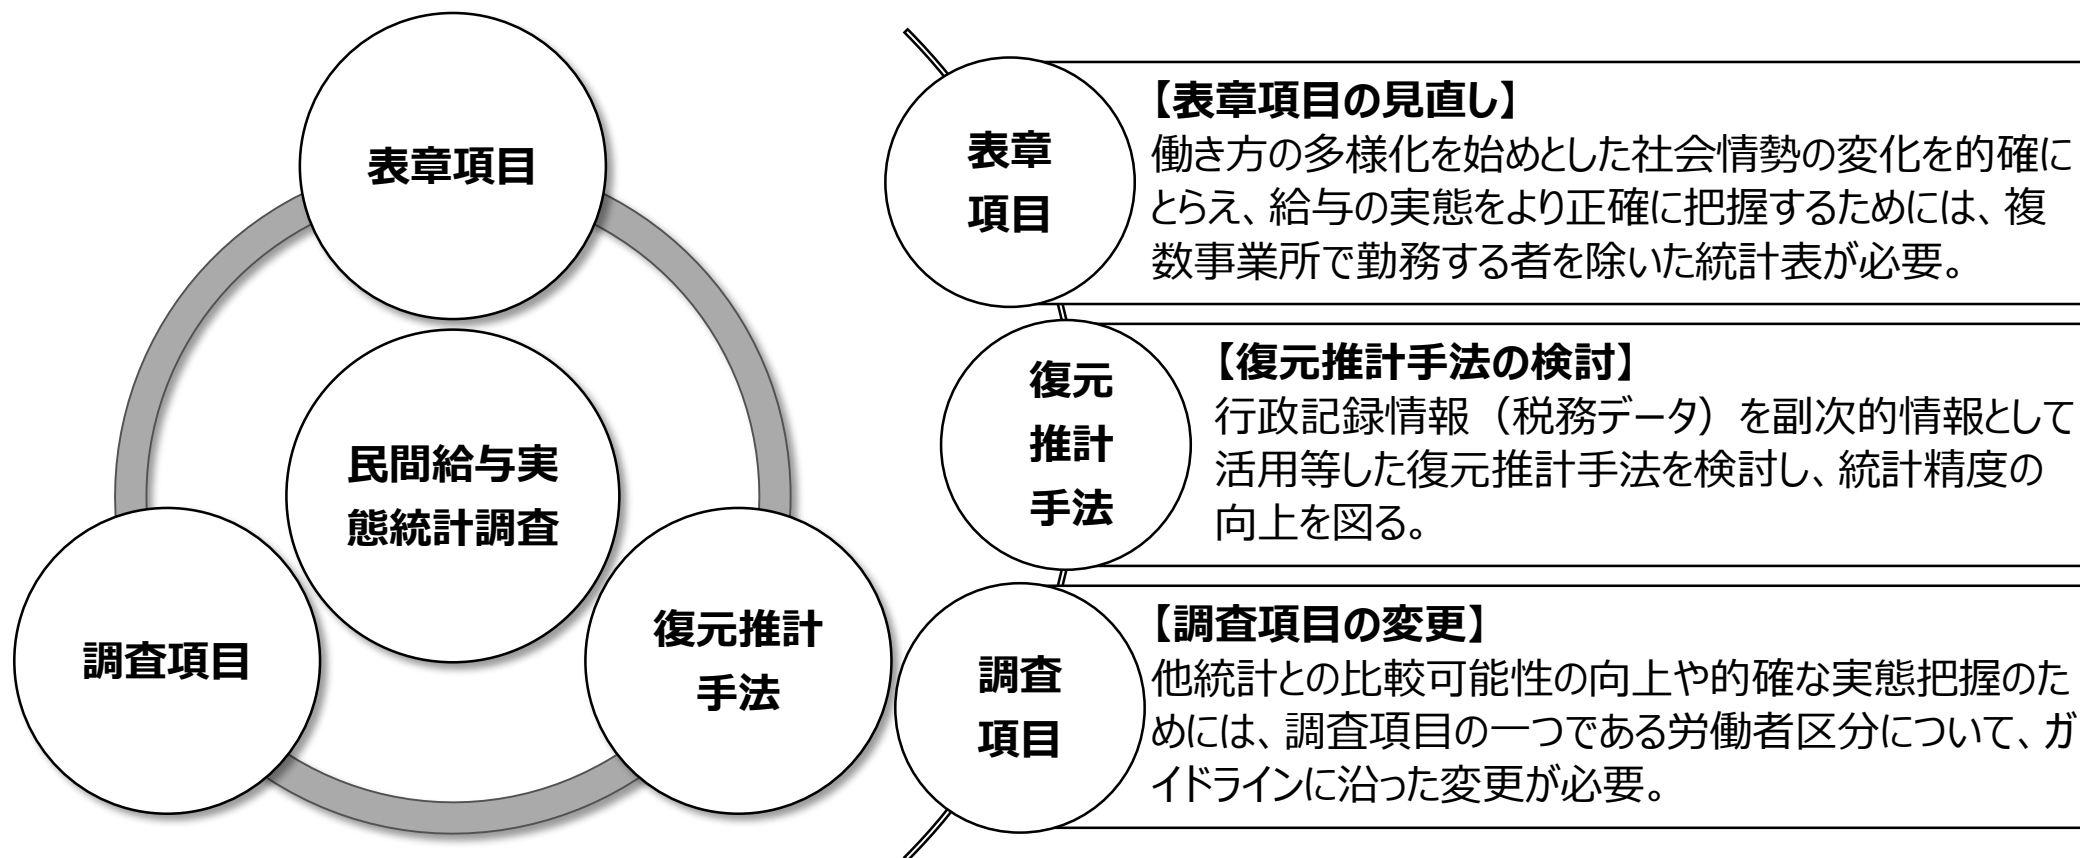 表章項目
民間給与実
態統計調査
調査項目
復元推計
手法
表章
項目
【表章項目の見直し】
働き方の多様化を始めとした社会情勢の変化を的確に
とらえ、給与の実態をより正確に把握するためには、複
数事業所で勤務する者を除いた統計表が必要。
復元
推計
手法
【復元推計手法の検討】
行政記録情報（税務データ）を副次的情報として
活用等した復元推計手法を検討し、統計精度の
向上を図る。
調査
項目
【調査項目の変更】
他統計との比較可能性の向上や的確な実態把握のた
めには、調査項目の一つである労働者区分について、ガ
イドラインに沿った変更が必要。